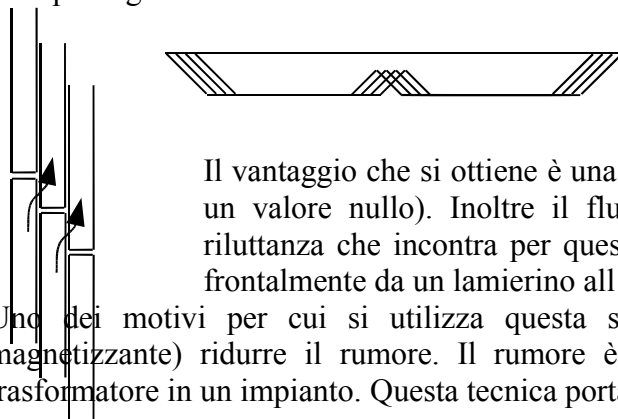 Il vantaggio che si ottiene è una
un valore nullo). Inoltre il flu
riluttanza che incontra per ques
frontalmente da un lamierino all
Uno dei motivi per cui si utilizza questa s
magnetizzante) ridurre il rumore. Il rumore è
trasformatore in un impianto. Questa tecnica porta